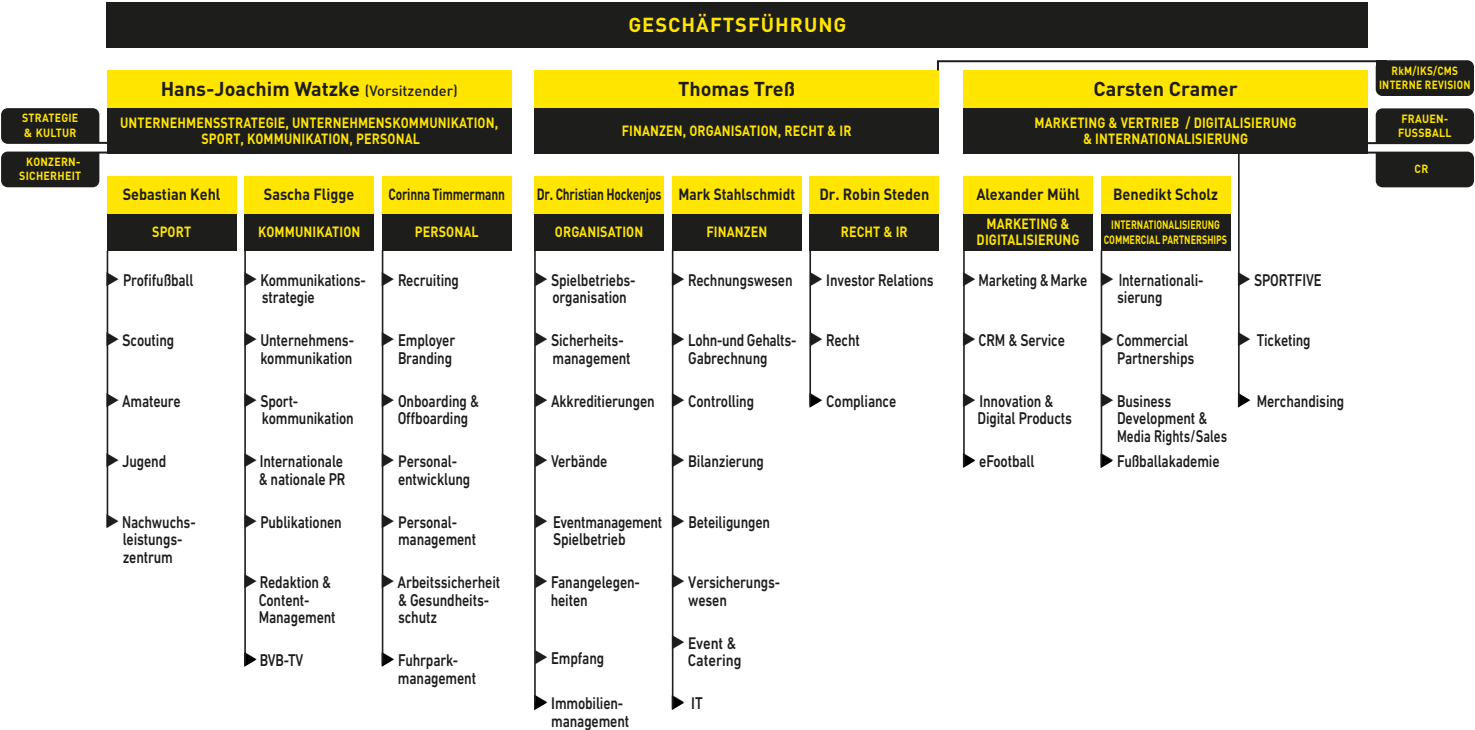 GESCHÄFTSFÜHRUNG
Hans-Joachim Watzke (Vorsitzender)
UNTERNEHMENSSTRATEGIE, UNTERNEHMENSKOMMUNIKATION,
SPORT, KOMMUNIKATION, PERSONAL
STRATEGIE
& KULTUR
KONZERN-
SICHERHEIT
Thomas Treß
FINANZEN, ORGANISATION, RECHT & IR
Carsten Cramer
MARKETING & VERTRIEB / DIGITALISIERUNG
& INTERNATIONALISIERUNG
RkM/IKS/CMS
INTERNE REVISION
FRAUEN-
FUSSBALL
CR
Sebastian Kehl
SPORT
Profifußball
Scouting
Amateure
Jugend
Nachwuchs-
leistungs-
zentrum
Sascha Fligge
KOMMUNIKATION
Kommunikations-
strategie
Unternehmens-
kommunikation
Sport-
kommunikation
Internationale
& nationale PR
Publikationen
Redaktion &
Content-
Management
BVB-TV
Corinna Timmermann
PERSONAL
Recruiting
Employer
Branding
Onboarding &
Offboarding
Personal-
entwicklung
Personal-
management
Arbeitssicherheit
& Gesundheits-
schutz
Fuhrpark-
management
Dr. Christian Hockenjos
ORGANISATION
Spielbetriebs-
organisation
Sicherheits-
management
Akkreditierungen
Verbände
Eventmanagement
Spielbetrieb
Fanangelegen-
heiten
Empfang
Immobilien-
management
Mark Stahlschmidt
FINANZEN
Rechnungswesen
Lohn-und Gehalts-
Gabrechnung
Controlling
Bilanzierung
Beteiligungen
Versicherungs-
wesen
Event &
Catering
IT
Dr. Robin Steden
RECHT & IR
Investor Relations
Recht
Compliance
Alexander Mühl
MARKETING &
DIGITALISIERUNG
Marketing & Marke
CRM & Service
Innovation &
Digital Products
eFootball
Benedikt Scholz
INTERNATIONALISIERUNG
COMMERCIAL PARTNERSHIPS
Internationali-
sierung
Commercial
Partnerships
Business
Development &
Media Rights/Sales
Fußballakademie
SPORTFIVE
Ticketing
Merchandising